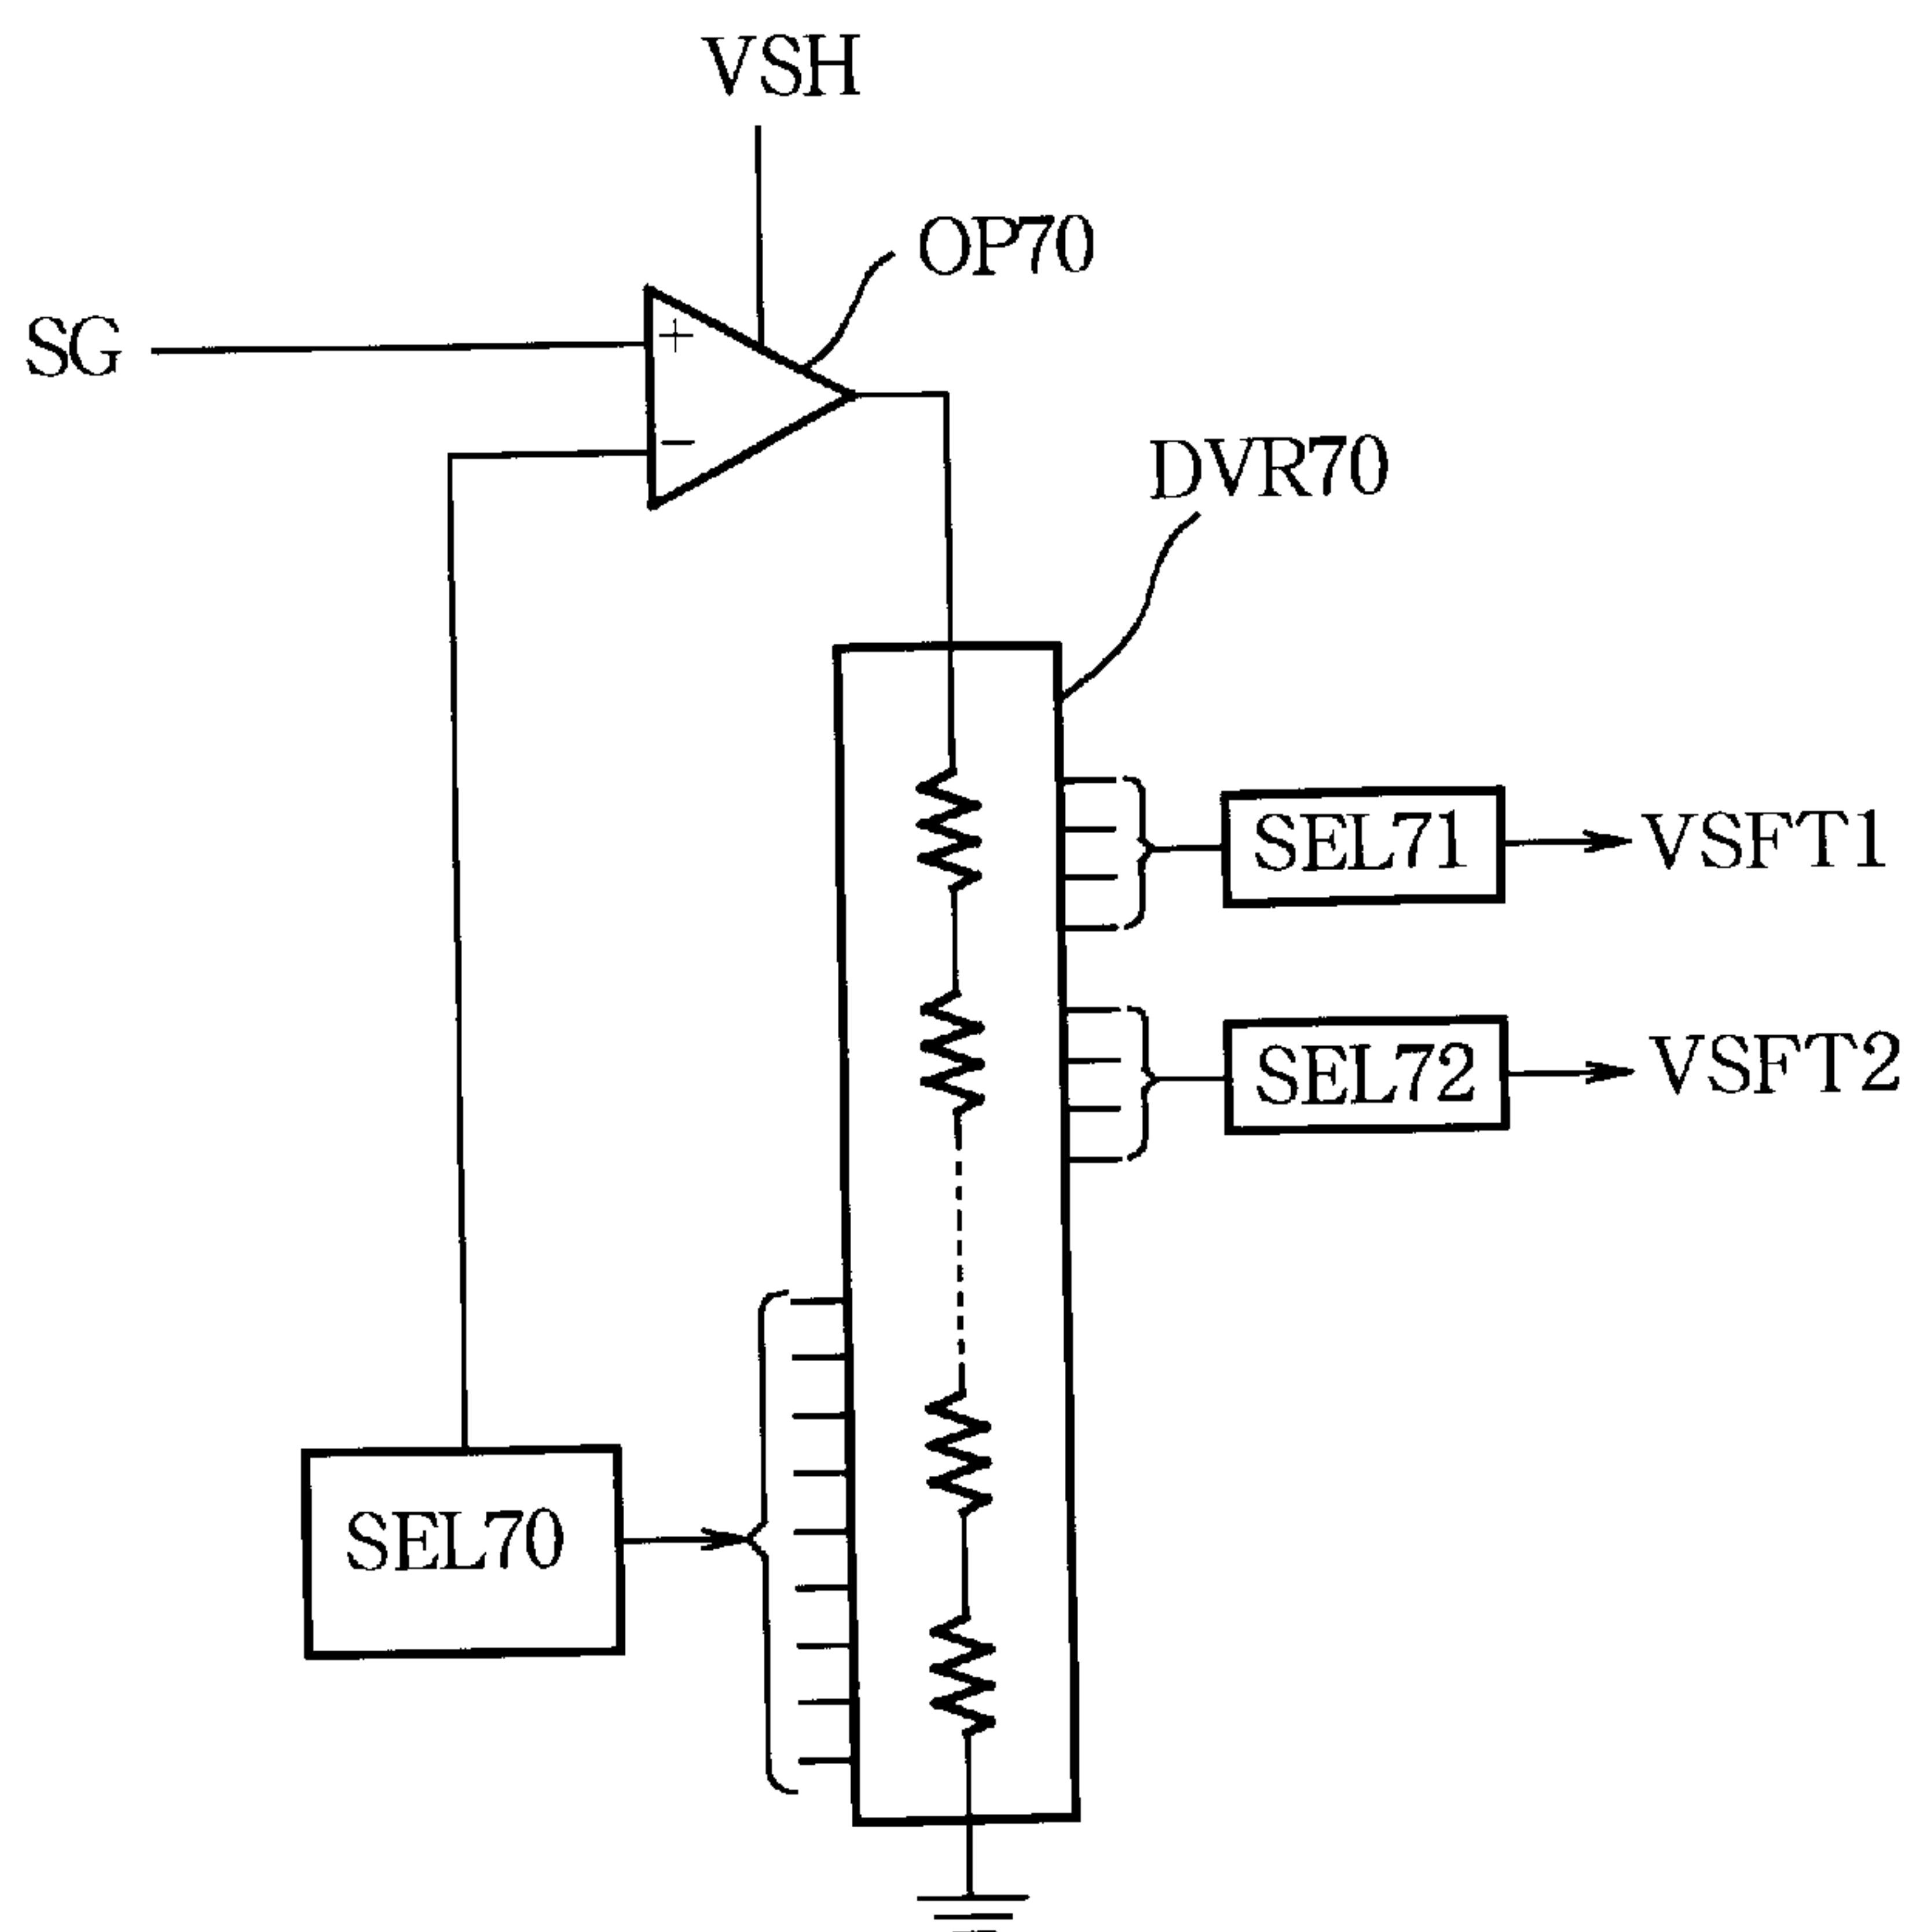 VSH
OP70
SG
+
−
DVR70
SEL71
VSFT1
SEL72
VSFT2
SEL70